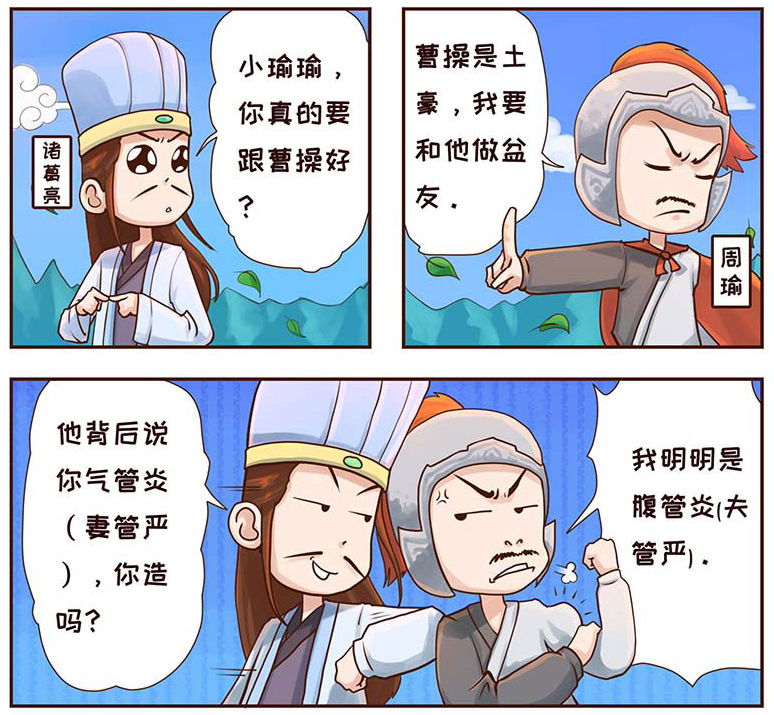 诸葛亮
小瑜瑜，
你真的要
跟曹操好
？
曹操是土
豪，我要
和他做盆
友．
周瑜
他背后说
你气管炎
（妻管严
），你造
吗？
我明明是
腹管炎(夫
管严)．